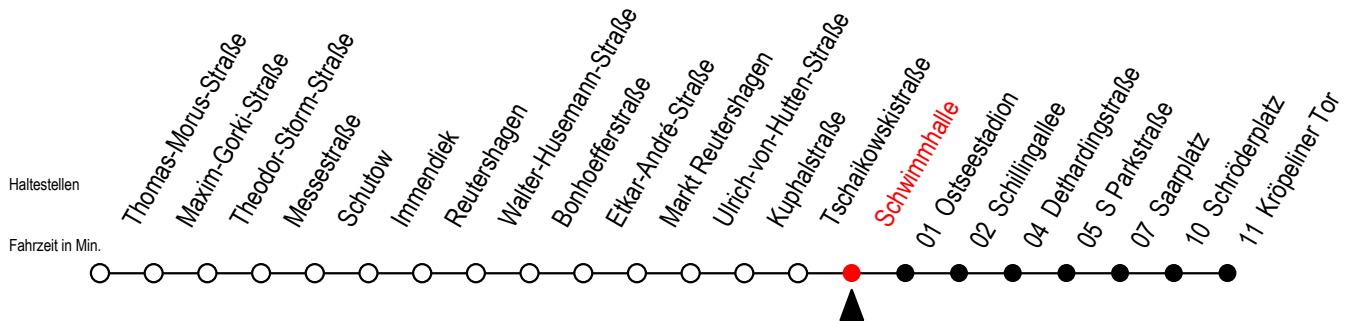 Haltestellen
Fahrzeit in Min.
Thomas-Morus-Straße
Maxim-Gorki-Straße
Theodor-Storm-Straße
Messestraße
Schutow
Immendiek
Reutershagen
Walter-Husemann-Straße
Bonhoefferstraße
Etkar-André-Straße
Markt Reutershagen
Ulrich-von-Hutten-Straße
Kuphalstraße
Tschaikowskistraße
Schwimmhalle
01 Ostseestadion
02 Schillingallee
04 Dethardingstraße
05 S Parkstraße
07 Saarplatz
10 Schröderplatz
11 Kröpeliner Tor